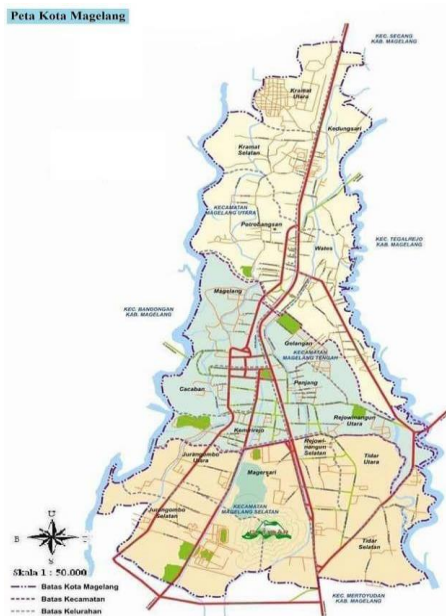 Peta Kota Magelang
KEC. SECANG
KAB. MAGELANG
Kramat
Utara
Kedungsari
Kramat
Selatan
KECAMATAN
MAGELANG UTARA
Potrobangsan
Wates
KEC. TEGALREJO
KAB. MAGELANG
Magelang
KEC. BANDONGAN
KAB. MAGELANG
Gelangan
KECAMATAN
MAGELANG TENGAH
Cacaban
Panjang
Rejowinangun
Utara
Kemirirejo
Rejowi-
nangun
Selatan
Jurangombo
Utara
Tidar
Utara
Magersari
Jurangombo
Selatan
KECAMATAN
MAGELANG SELATAN
Tidar
Selatan
U
B
T
S
Skala 1 : 50.000
Batas Kota Magelang
Batas Kecamatan
Batas Kelurahan
KEC. MERTOYUDAN
KAB. MAGELANG